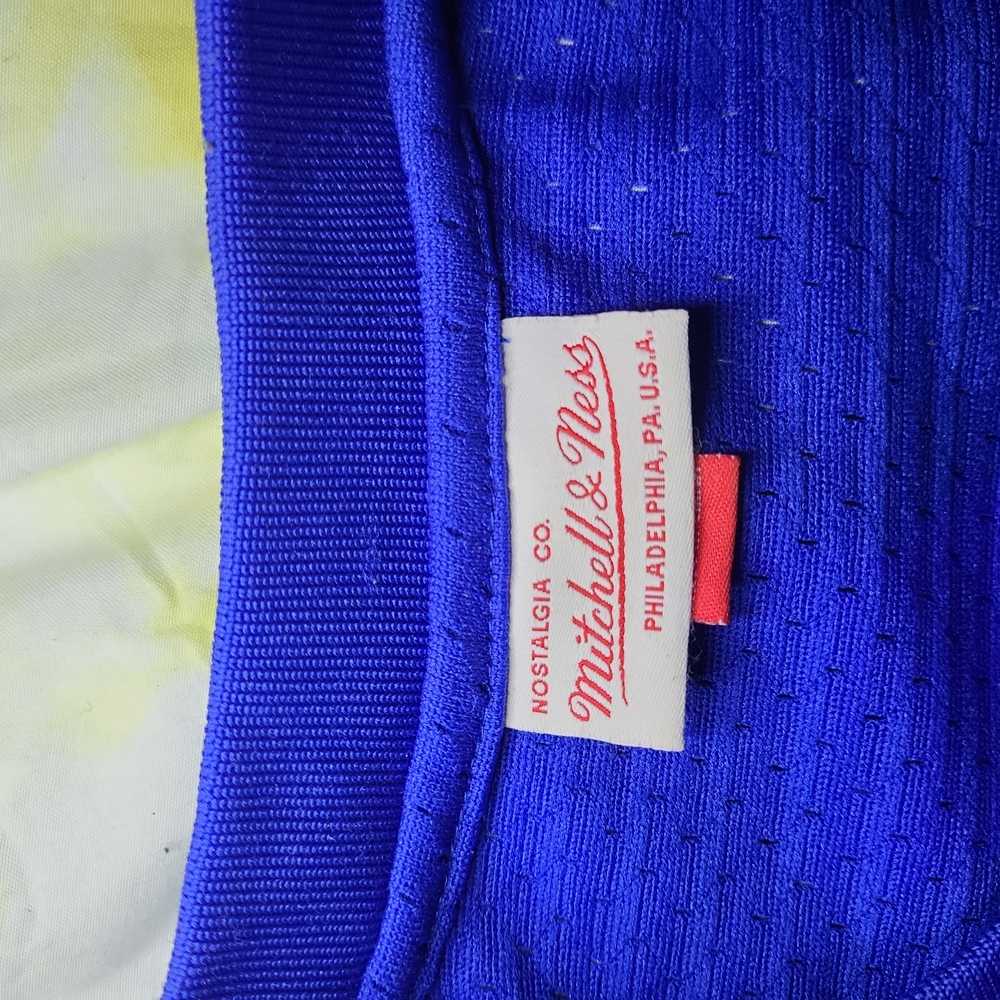 NOSTALGIA CO.
Mitchell & Ness
PHILADELPHIA, PA. U.S.A.